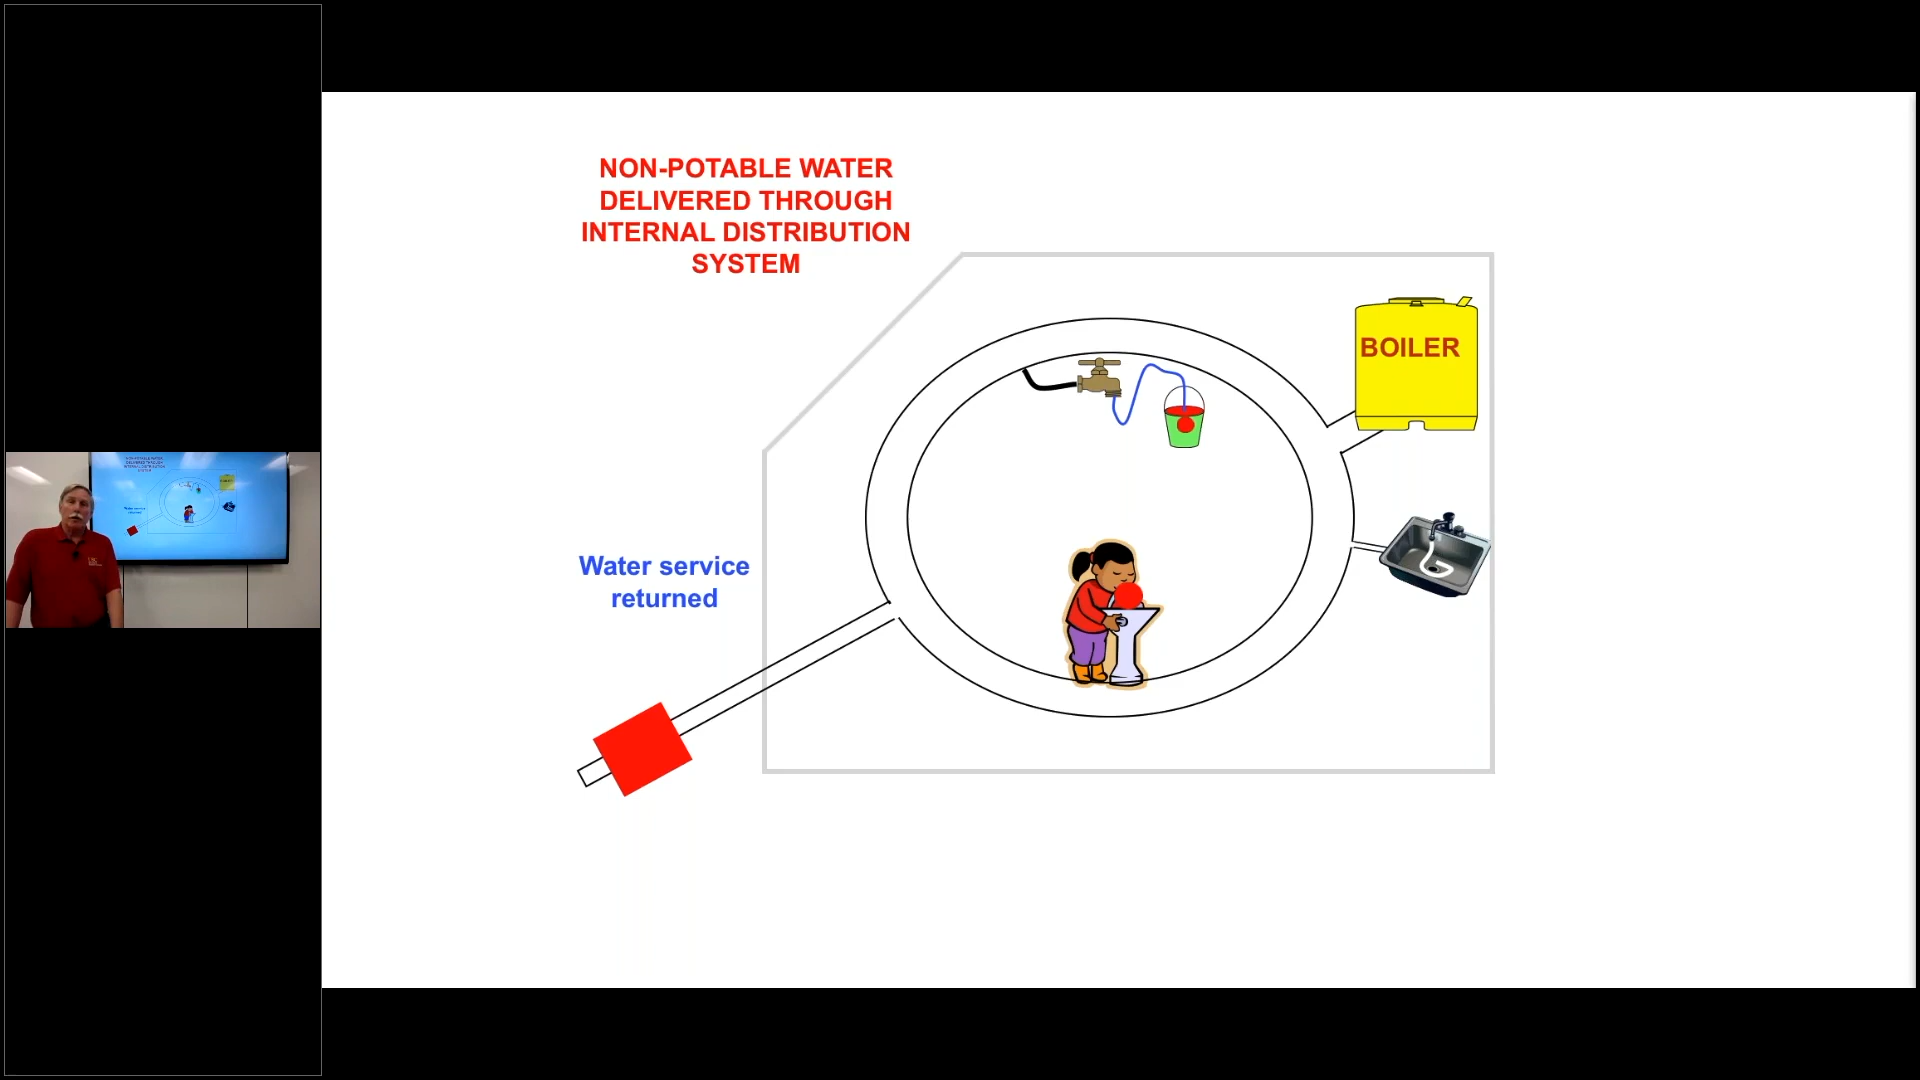 NON-POTABLE WATER
DELIVERED THROUGH
INTERNAL DISTRIBUTION
SYSTEM
BOILER
Water service
returned